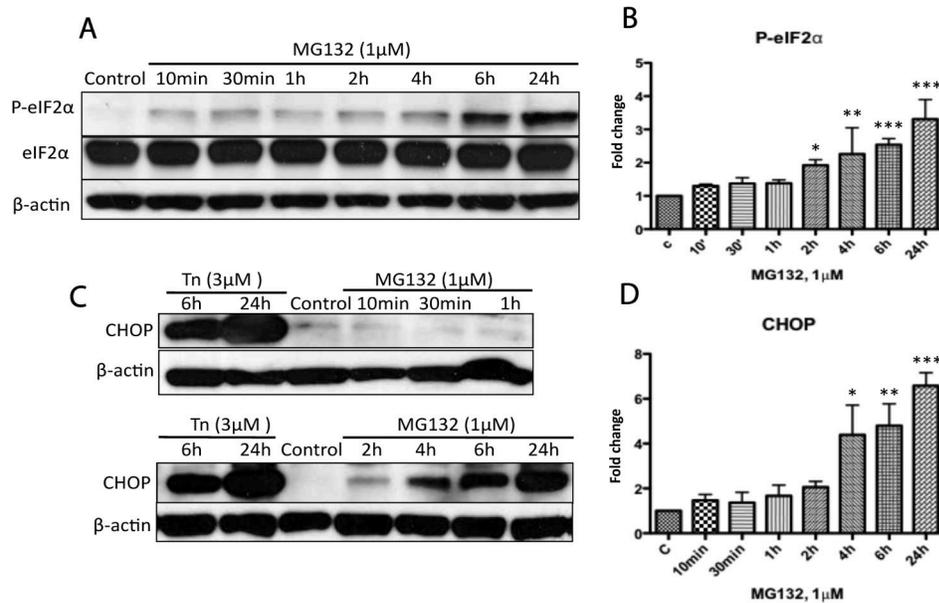 A
MG132 (1µM)
Control 10min 30min 1h 2h 4h 6h 24h
P-eIF2α
eIF2α
β-actin
B
P-eIF2α
Fold change
5
4
3
2
1
0
* ** *** ***
c 10' 30' 1h 2h 4h 6h 24h
MG132, 1µM
C
Tn (3µM ) MG132 (1µM)
6h 24h Control 10min 30min 1h
CHOP
β-actin
Tn (3µM) MG132 (1µM)
6h 24h Control 2h 4h 6h 24h
CHOP
β-actin
D
CHOP
Fold change
8
6
4
2
0
* ** ***
C 10min 30min 1h 2h 4h 6h 24h
MG132, 1µM